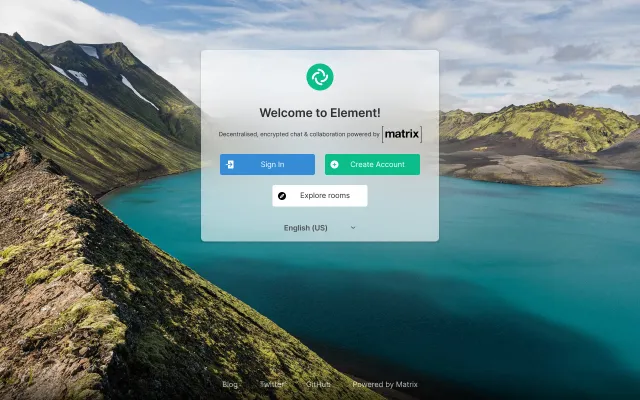 Welcome to Element!
Decentralised, encrypted chat & collaboration powered by [matrix]
Sign In
Create Account
Explore rooms
English (US)
Blog Twitter GitHub Powered by Matrix